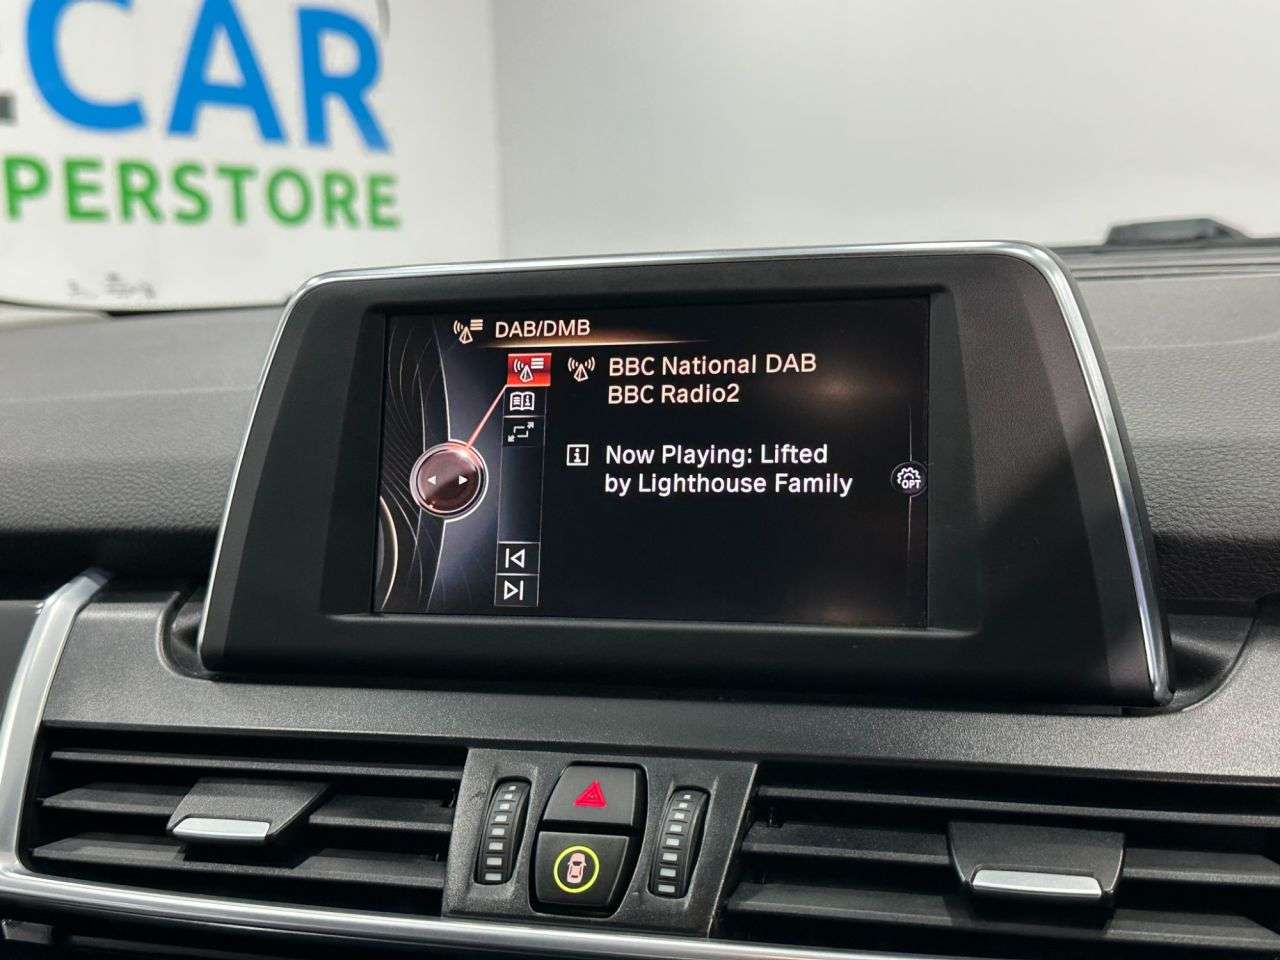 CAR
PERSTORE
DAB/DMB
BBC National DAB
BBC Radio2
Now Playing: Lifted
by Lighthouse Family
OPT